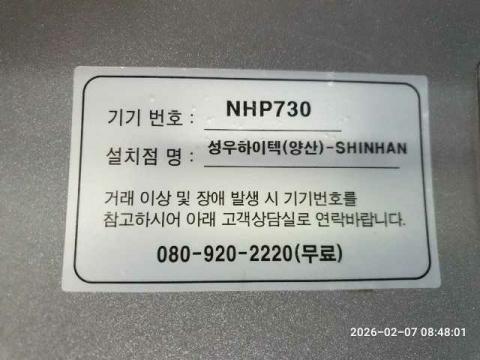 기기 번호 : NHP730
설치점 명 : 성우하이텍(양산)-SHINHAN
거래 이상 및 장애 발생 시 기기번호를
참고하시어 아래 고객상담실로 연락바랍니다.
080-920-2220(무료)
2026-02-07 08:48:01